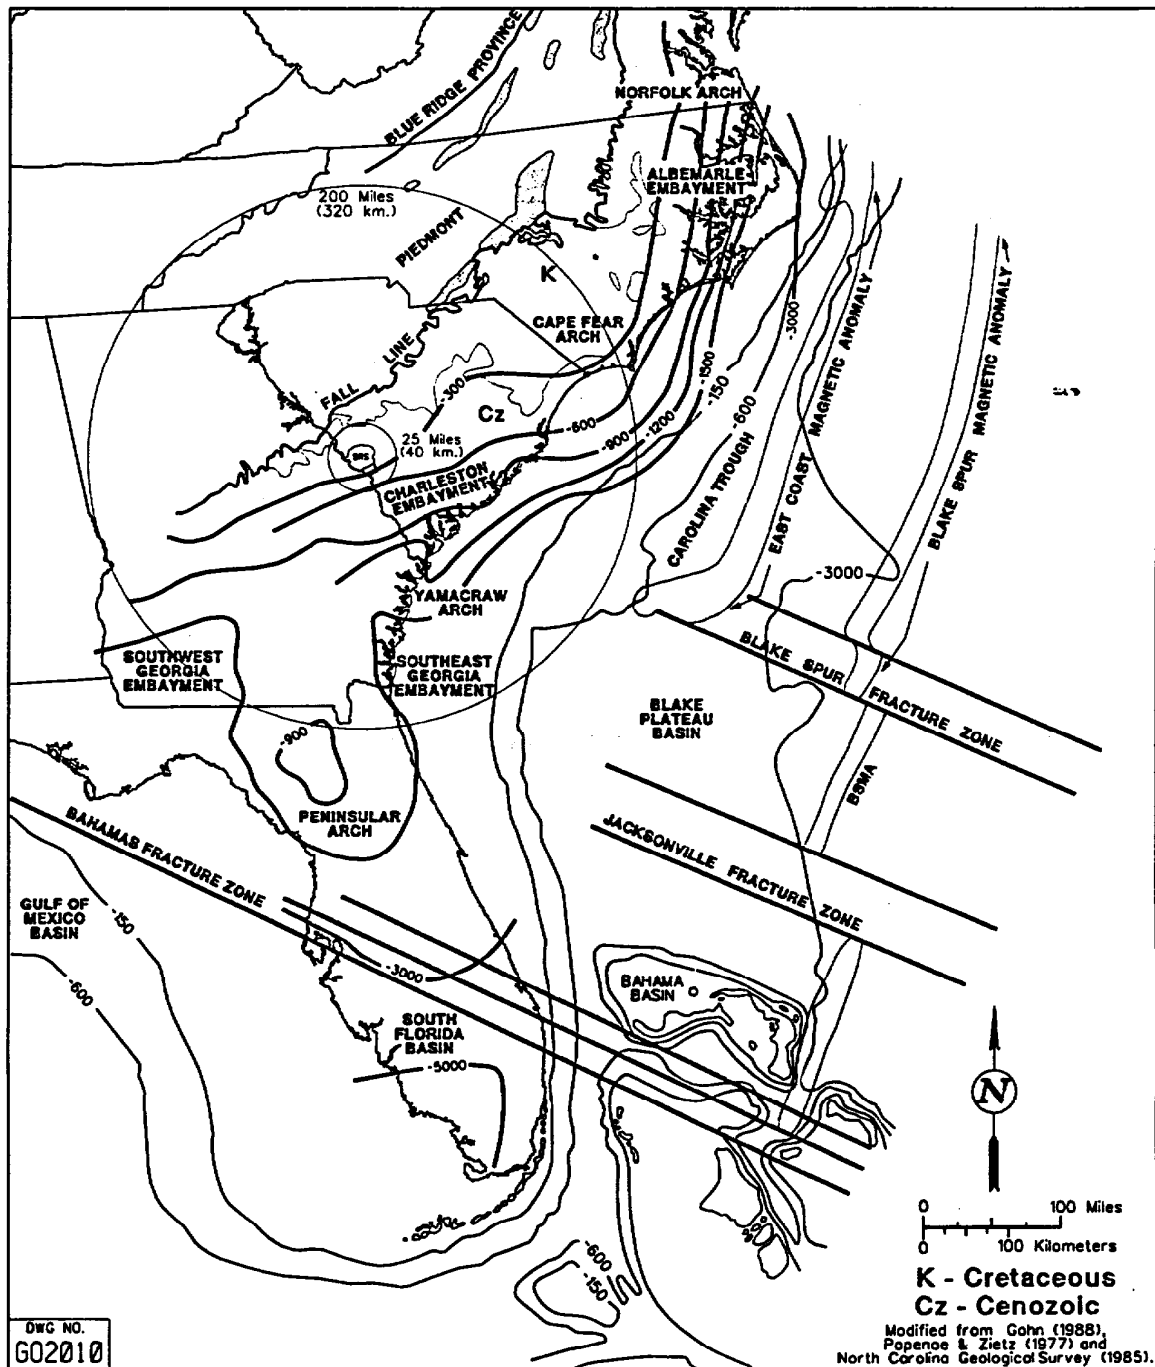 BLUE RIDGE PROVINCE
NORFOLK ARCH
ALBEMARLE
EMBAYMENT
200 Miles
(320 km.)
PIEDMONT
K
CAPE FEAR
ARCH
FALL LINE
-300
Cz
-600
-900
-1200
-1500
-150
-600
-3000
25 Miles
(40 km.)
SRS
CHARLESTON
EMBAYMENT
CAROLINA TROUGH
EAST COAST MAGNETIC ANOMALY
BLAKE SPUR MAGNETIC ANOMALY
-3000
YAMACRAW
ARCH
BLAKE SPUR FRACTURE ZONE
SOUTHWEST
GEORGIA
EMBAYMENT
SOUTHEAST
GEORGIA
EMBAYMENT
BLAKE
PLATEAU
BASIN
-900
BSMA
PENINSULAR
ARCH
BAHAMAS FRACTURE ZONE
JACKSONVILLE FRACTURE ZONE
GULF OF
MEXICO
BASIN
-150
-600
-3000
BAHAMA
BASIN
SOUTH
FLORIDA
BASIN
-5000
N
0 100 Miles
0 100 Kilometers
-600
-150
K - Cretaceous
Cz - Cenozoic
Modified from Gohn (1988),
Popenoe & Zietz (1977) and
North Carolina Geological Survey (1985).
DWG NO.
G02010